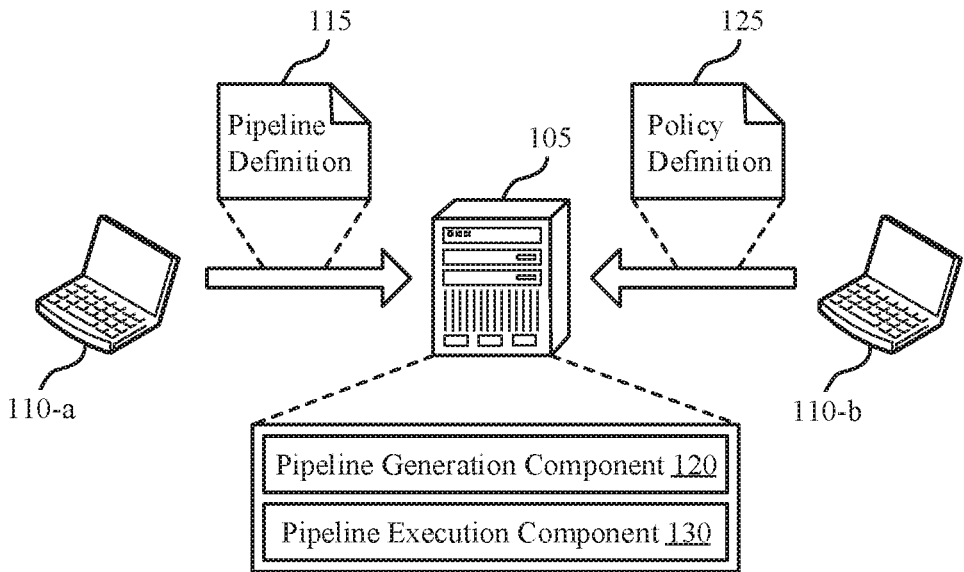 115
125
Pipeline
Definition
Policy
Definition
105
110-a
110-b
Pipeline Generation Component 120
Pipeline Execution Component 130